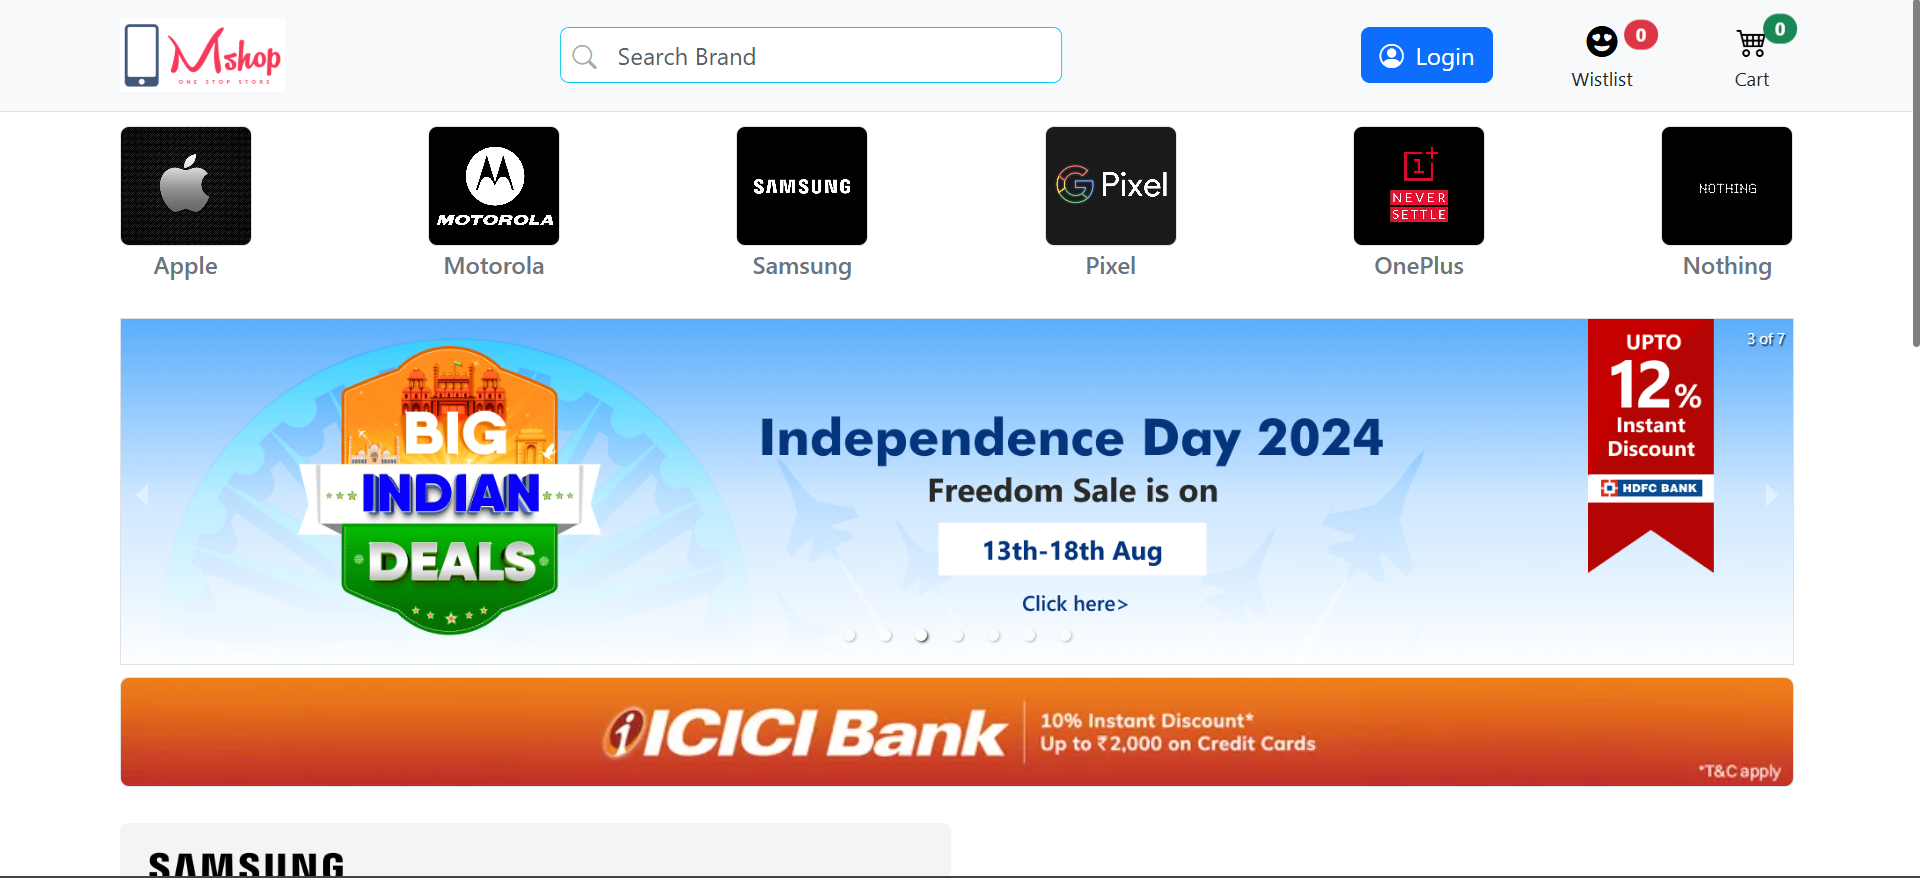 Mshop
ONE STOP STORE
Search Brand
Login
0
Wistlist
0
Cart
MOTOROLA
SAMSUNG
G Pixel
1+
NEVER
SETTLE
NOTHING
Apple
Motorola
Samsung
Pixel
OnePlus
Nothing
BIG
INDIAN
DEALS
Independence Day 2024
Freedom Sale is on
13th-18th Aug
Click here>
UPTO
12%
Instant
Discount
HDFC BANK
3 of 7
ICICI Bank
10% Instant Discount*
Up to ₹2,000 on Credit Cards
*T&C apply
SAMSUNG